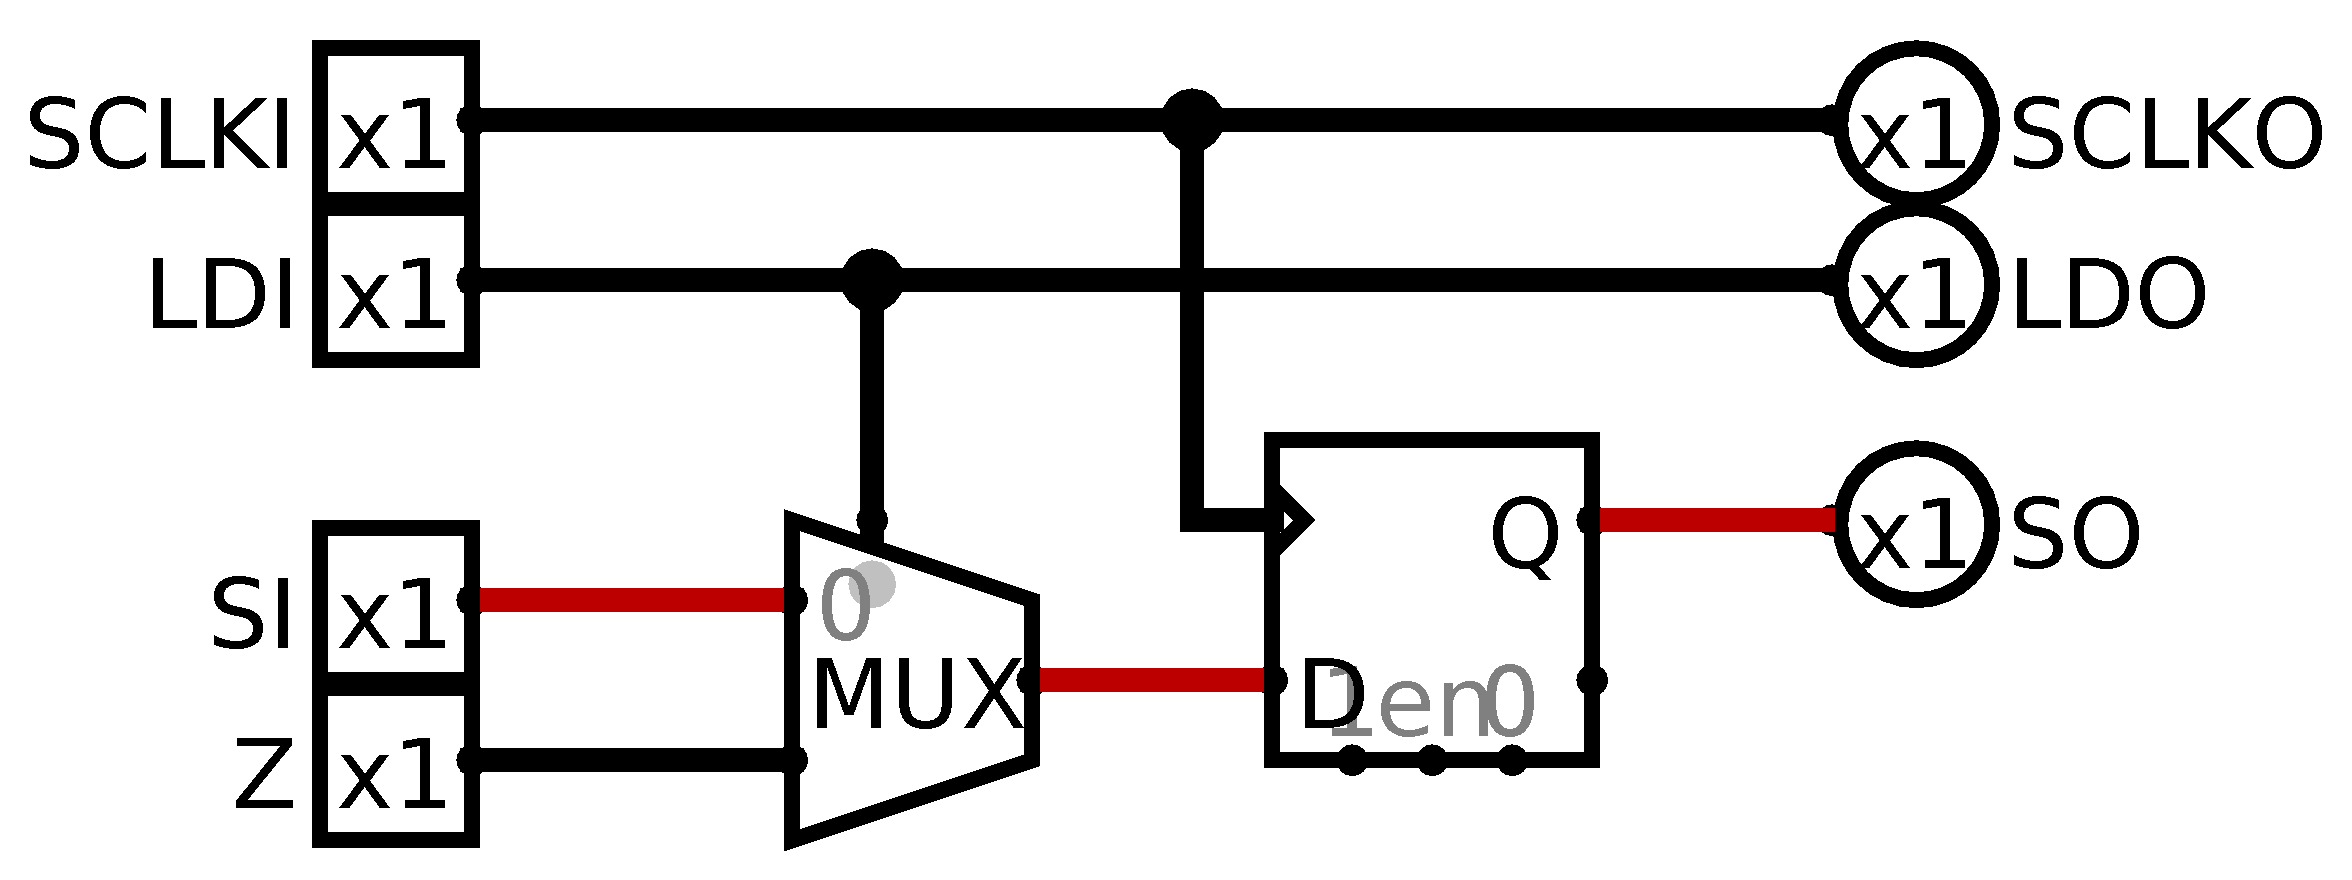 SCLKI x1 x1 SCLKO
LDI x1 x1 LDO
0
Q x1 SO
SI x1
MUX D 1 en 0
Z x1